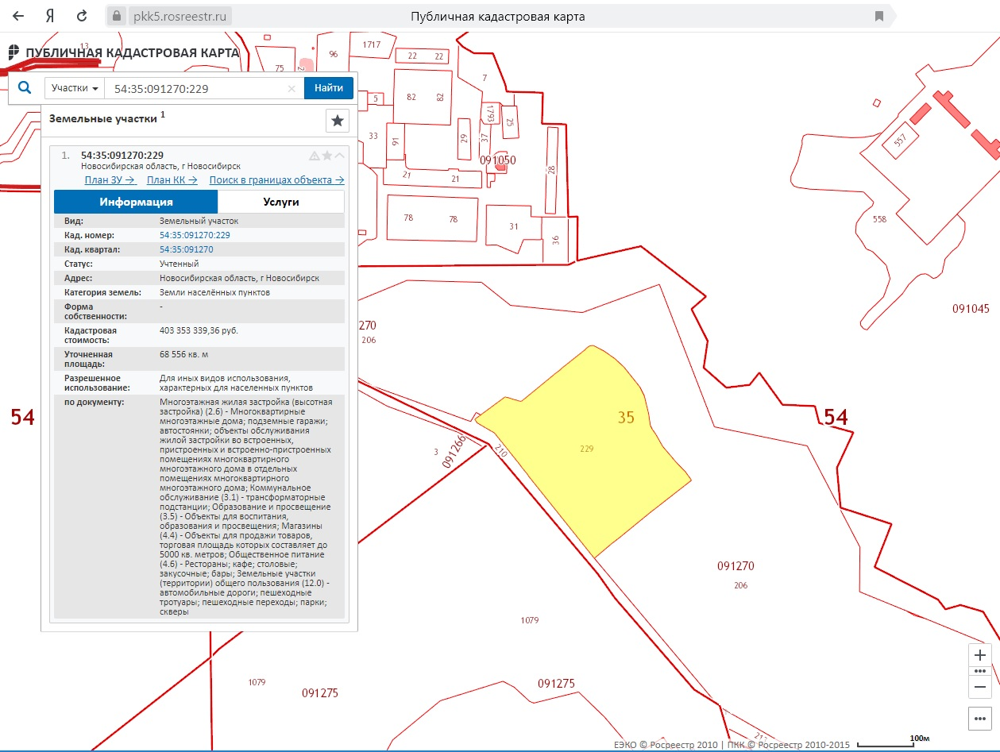 Я
pkk5.rosreestr.ru
Публичная кадастровая карта
ПУБЛИЧНАЯ КАДАСТРОВАЯ КАРТА
Участки
54:35:091270:229
Найти
Земельные участки 1
1. 54:35:091270:229
Новосибирская область, г Новосибирск
План ЗУ → План КК → Поиск в границах объекта →
Информация
Услуги
Вид: Земельный участок
Кад. номер: 54:35:091270:229
Кад. квартал: 54:35:091270
Статус: Учтенный
Адрес: Новосибирская область, г Новосибирск
Категория земель: Земли населённых пунктов
Форма собственности: -
Кадастровая стоимость: 403 353 339,36 руб.
Уточненная площадь: 68 556 кв. м
Разрешенное использование: Для иных видов использования,
характерных для населенных пунктов
по документу: Многоэтажная жилая застройка (высотная
застройка) (2.6) - Многоквартирные
многоэтажные дома; подземные гаражи;
автостоянки; объекты обслуживания
жилой застройки во встроенных,
пристроенных и встроенно-пристроенных
помещениях многоквартирного
многоэтажного дома в отдельных
помещениях многоквартирного
многоэтажного дома; Коммунальное
обслуживание (3.1) - трансформаторные
подстанции; Образование и просвещение
(3.5) - Объекты для воспитания,
образования и просвещения; Магазины
(4.4) - Объекты для продажи товаров,
торговая площадь которых составляет до
5000 кв. метров; Общественное питание
(4.6) - Рестораны; кафе; столовые;
закусочные; бары; Земельные участки
(территории) общего пользования (12.0) -
автомобильные дороги; пешеходные
тротуары; пешеходные переходы; парки;
скверы
13
75
96
1717
22 22
7
5
82 82
1793
25
33
91
29
37
091050
28
21
21
78 78
31
36
557
558
091045
270
206
54
54
35
229
210
3
091266
091270
206
1079
1079
091275
091275
100м
ЕЭКО © Росреестр 2010 | ПКК © Росреестр 2010-2015